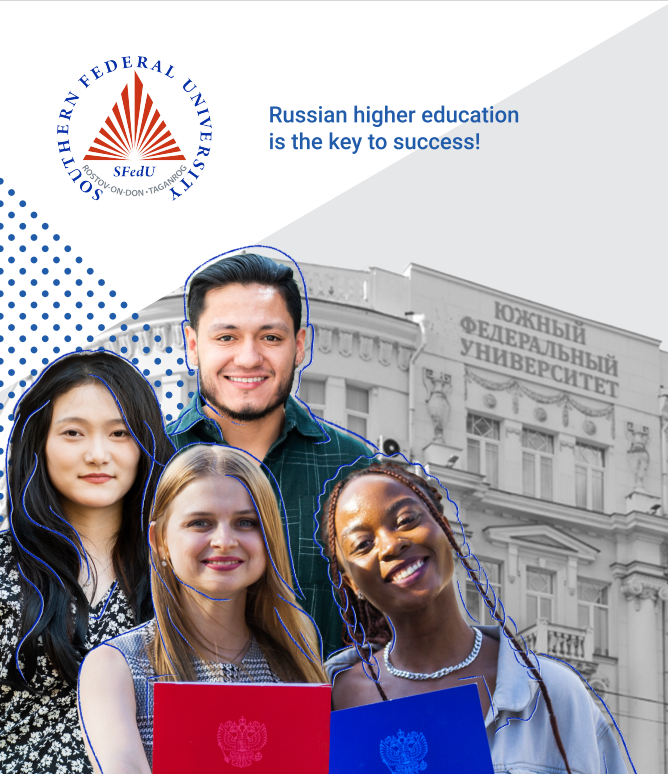 SOUTHERN FEDERAL UNIVERSITY
SFedU
ROSTOV-ON-DON • TAGANROG
Russian higher education
is the key to success!
ЮЖНЫЙ
ФЕДЕРАЛЬНЫЙ
УНИВЕРСИТЕТ